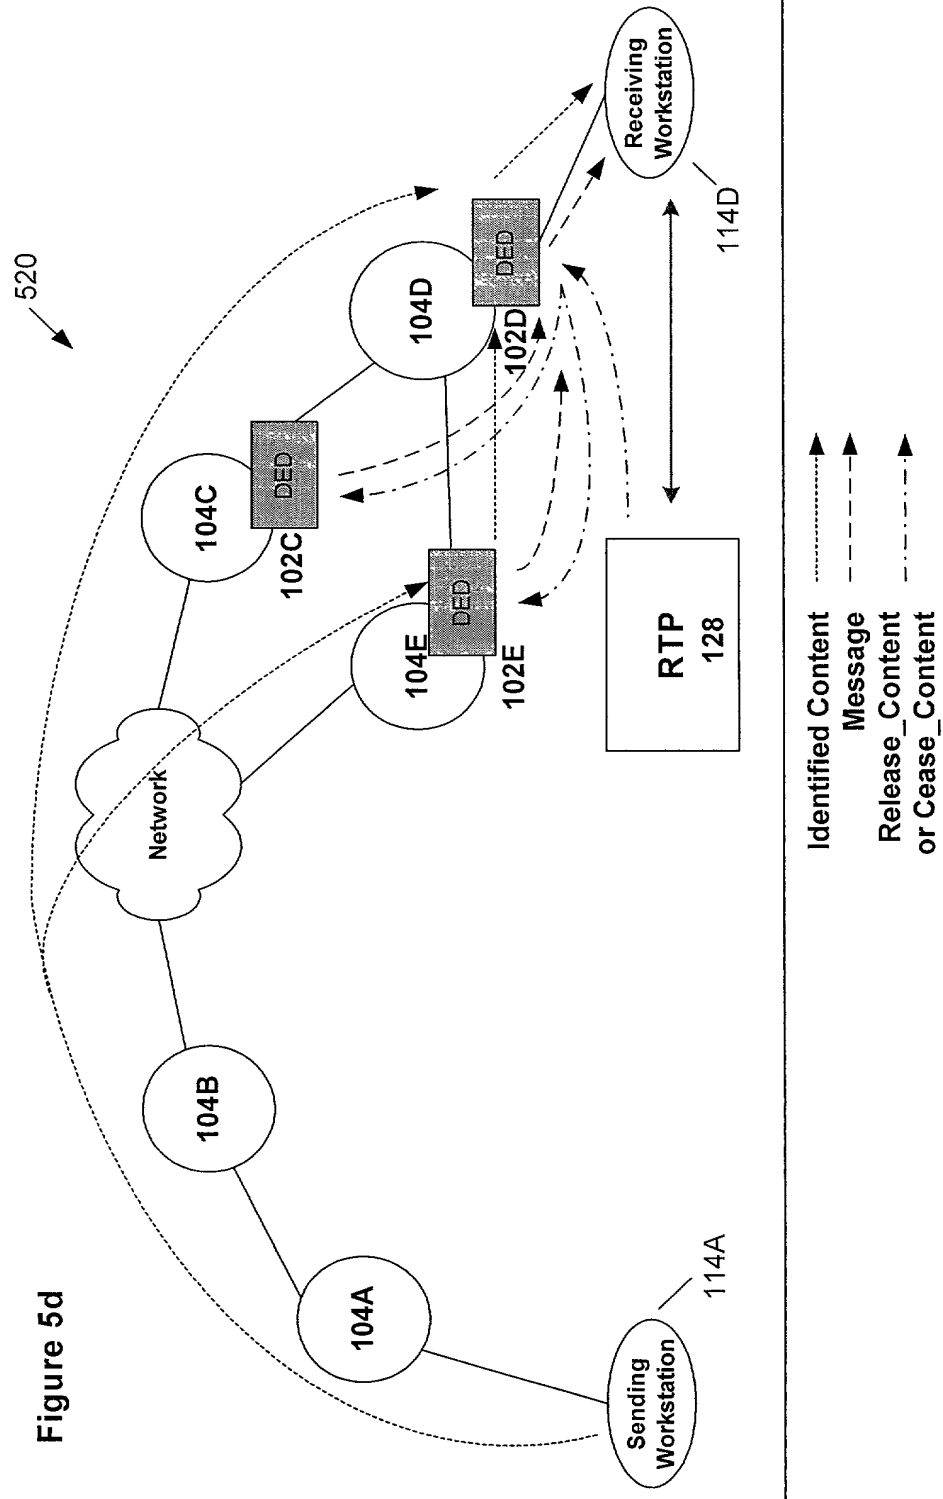 Figure 5d
520
Sending
Workstation
114A
104A
104B
Network
104C
DED
102C
104E
DED
102E
104D
DED
102D
RTP
128
Receiving
Workstation
114D
Identified Content
Message
Release_Content
or Cease_Content